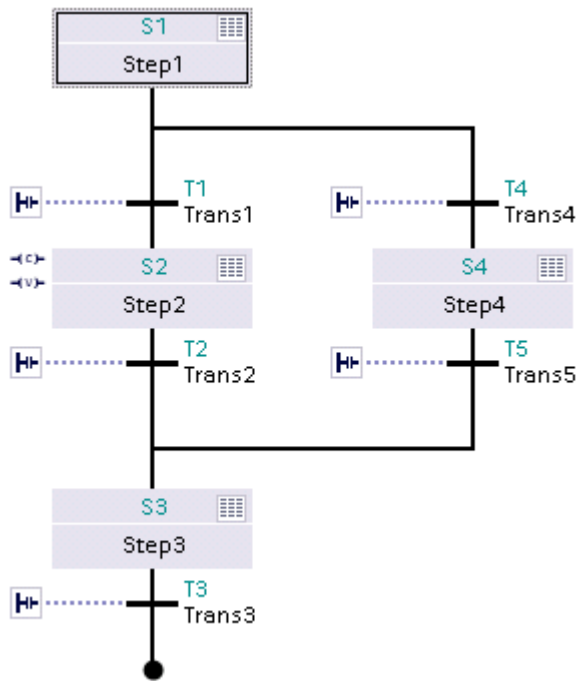 S1
Step1
T1
Trans1
T4
Trans4
(C)
(V)
S2
Step2
S4
Step4
T2
Trans2
T5
Trans5
S3
Step3
T3
Trans3